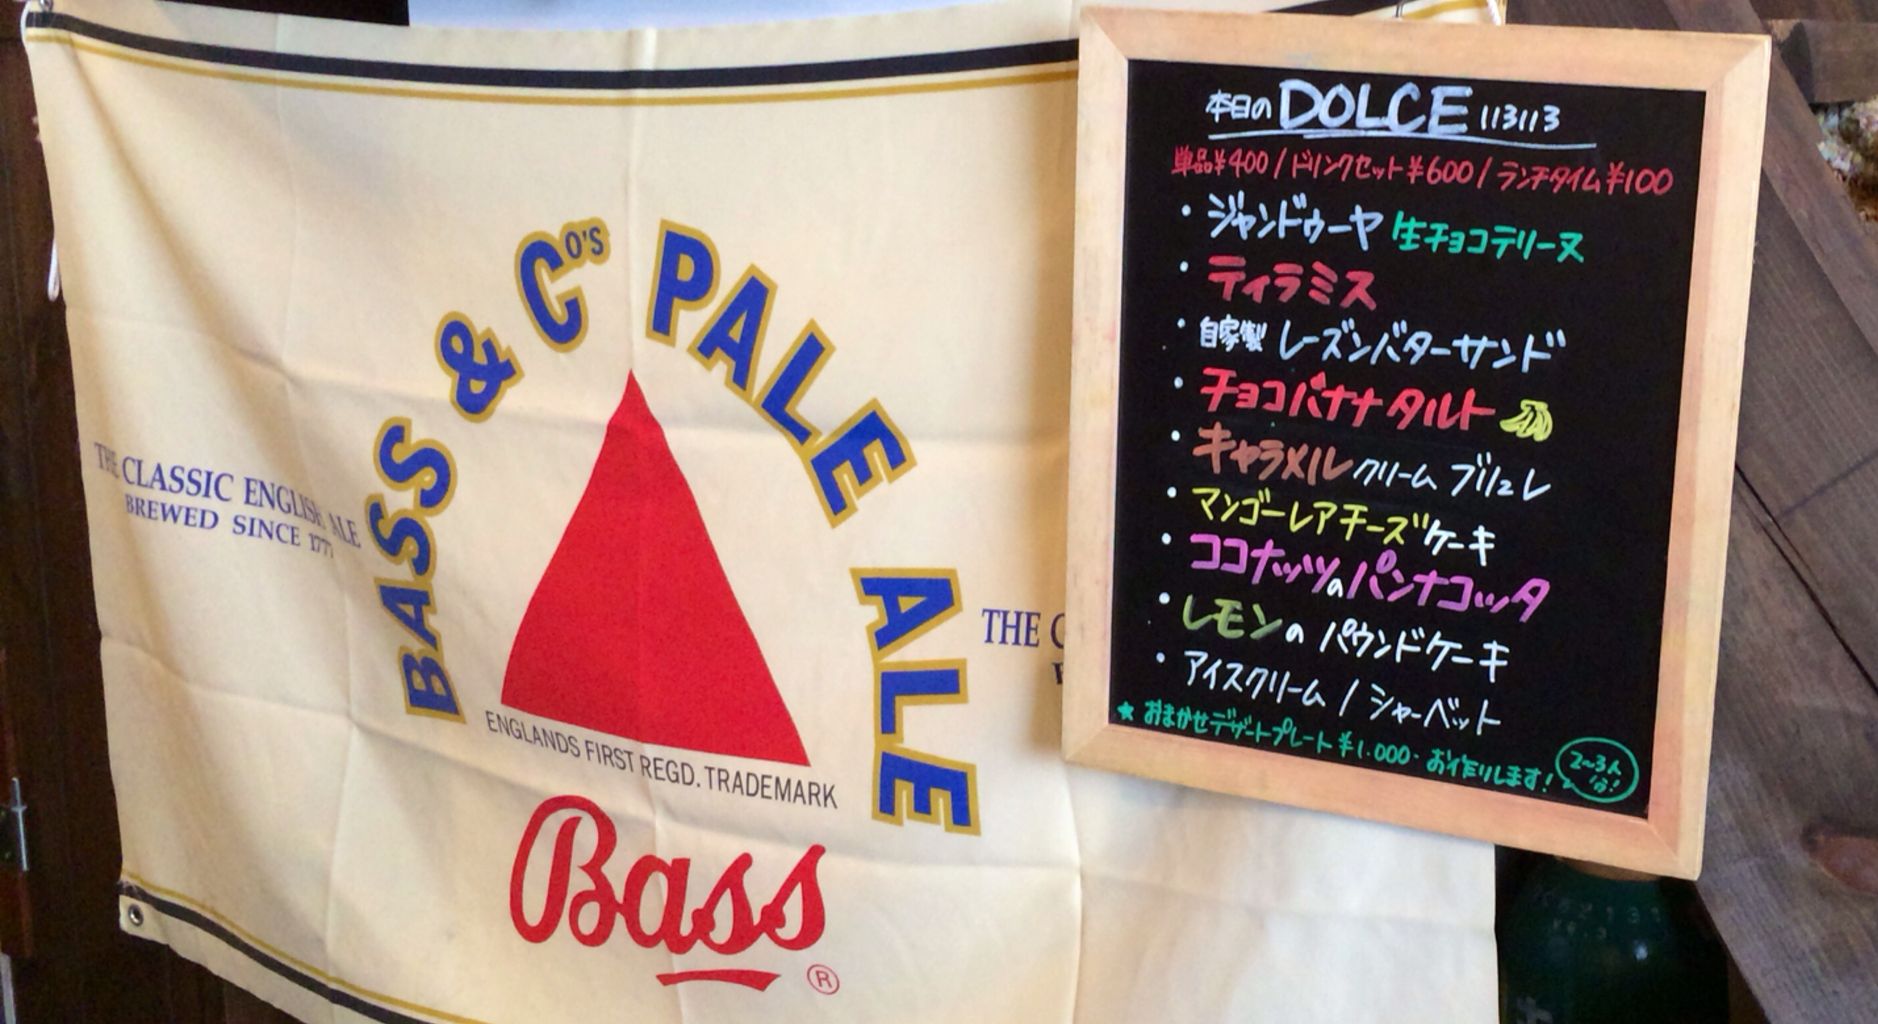 BASS & CO'S PALE ALE
THE CLASSIC ENGLISH ALE
BREWED SINCE 1777
ENGLANDS FIRST REGD. TRADEMARK
Bass
®
THE
本日のDOLCE 113113
単品¥400/ドリンクセット¥600/ランチタイム¥100
・ジャンドゥーヤ 生チョコテリーヌ
・ティラミス
・自家製 レーズンバターサンド
・チョコバナナタルト
・キャラメルクリームブリュレ
・マンゴーレアチーズケーキ
・ココナッツのパンナコッタ
・レモンのパウンドケーキ
・アイスクリーム/シャーベット
★おまかせデザートプレート¥1.000・お作りします!
2~3人
分!